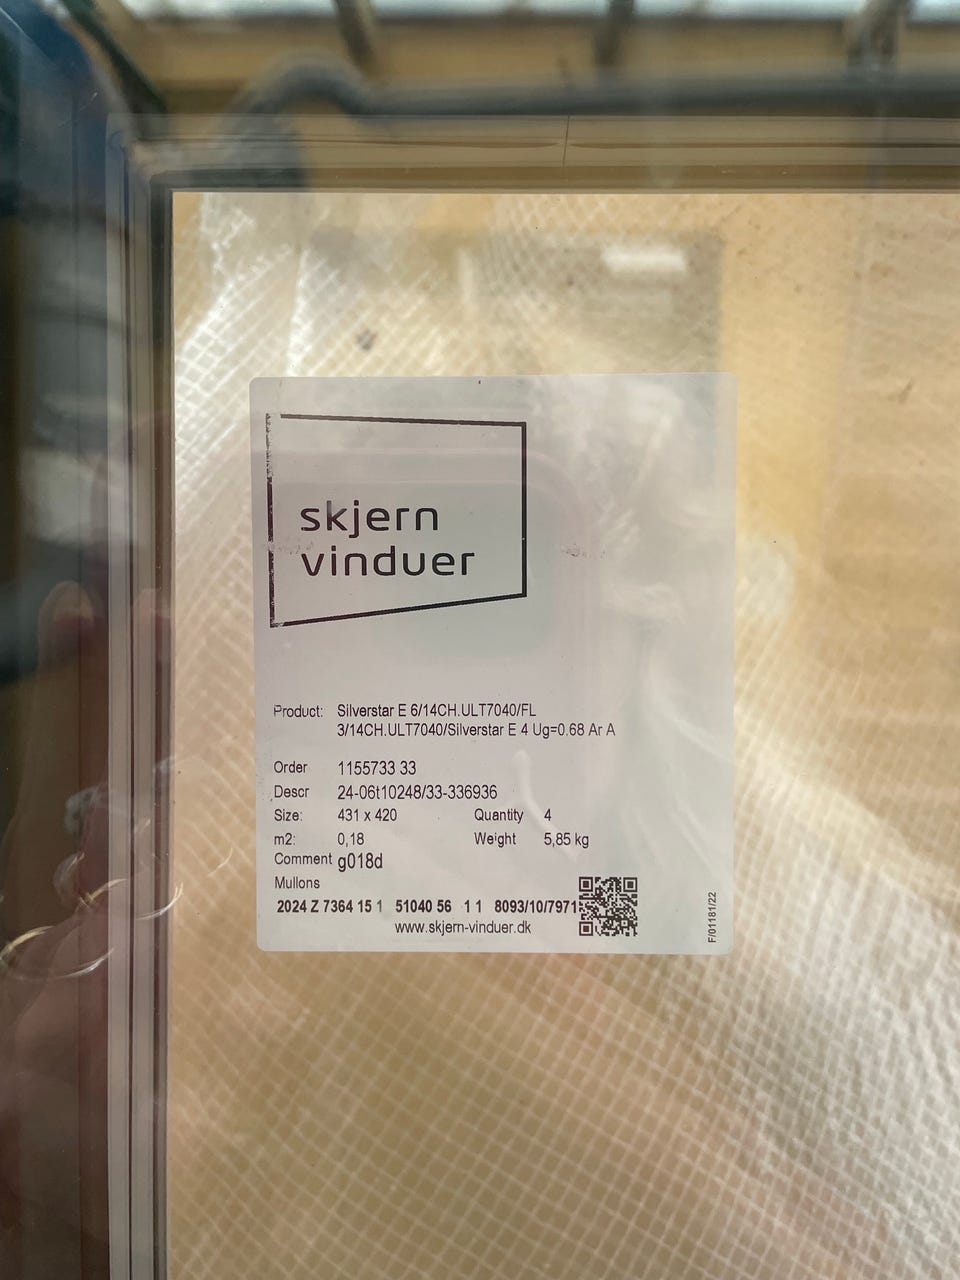 skjern
vinduer
Product: Silverstar E 6/14CH.ULT7040/FL
3/14CH.ULT7040/Silverstar E 4 Ug=0.68 Ar A
Order 1155733 33
Descr 24-06t10248/33-336936
Size: 431 x 420 Quantity 4
m2: 0,18 Weight 5,85 kg
Comment g018d
Mullons
2024 Z 7364 15 1 51040 56 1 1 8093/10/7971
www.skjern-vinduer.dk
F/01181/22